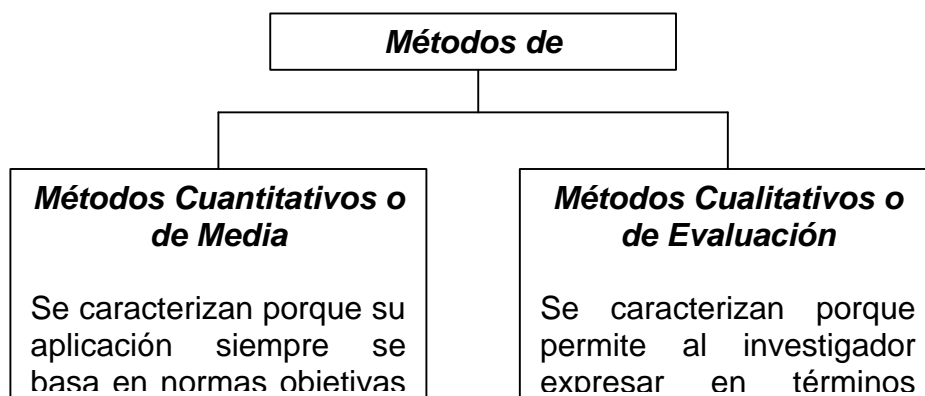 Métodos de
Métodos Cuantitativos o
de Media
Se caracterizan porque su
aplicación siempre se
basa en normas objetivas
Métodos Cualitativos o
de Evaluación
Se caracterizan porque
permite al investigador
expresar en términos